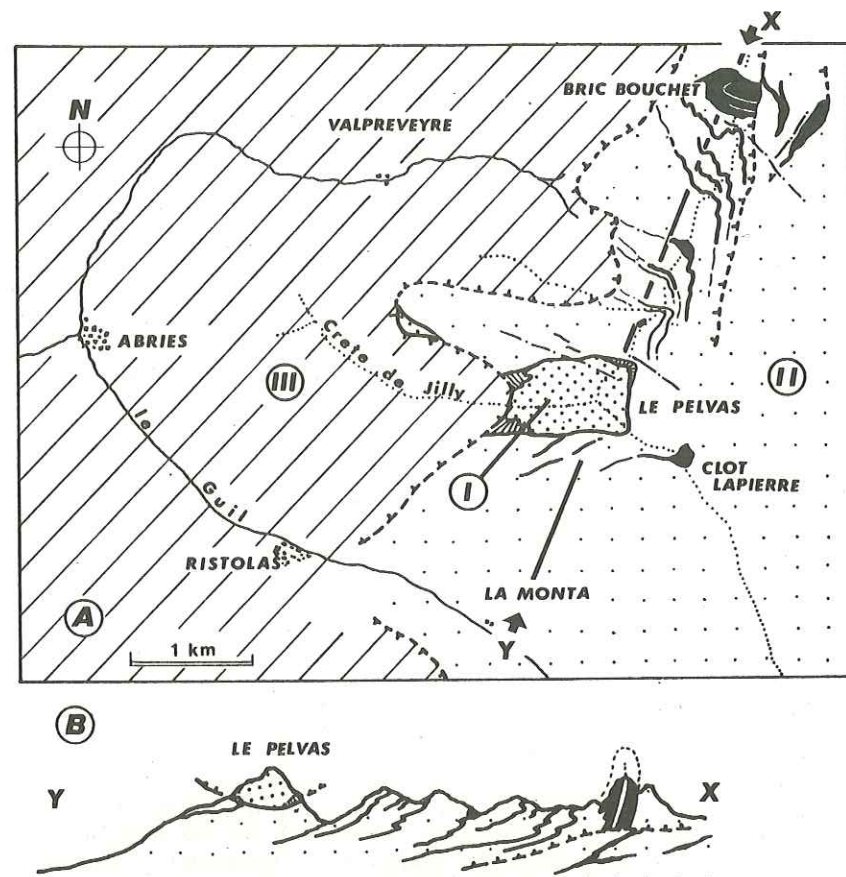 X
BRIC BOUCHET
N
VALPREVEYRE
ABRIES
III
Crete de Jilly
II
LE PELVAS
I
CLOT
LAPIERRE
le Guil
RISTOLAS
LA MONTA
A
1 km
Y
B
LE PELVAS
Y
X